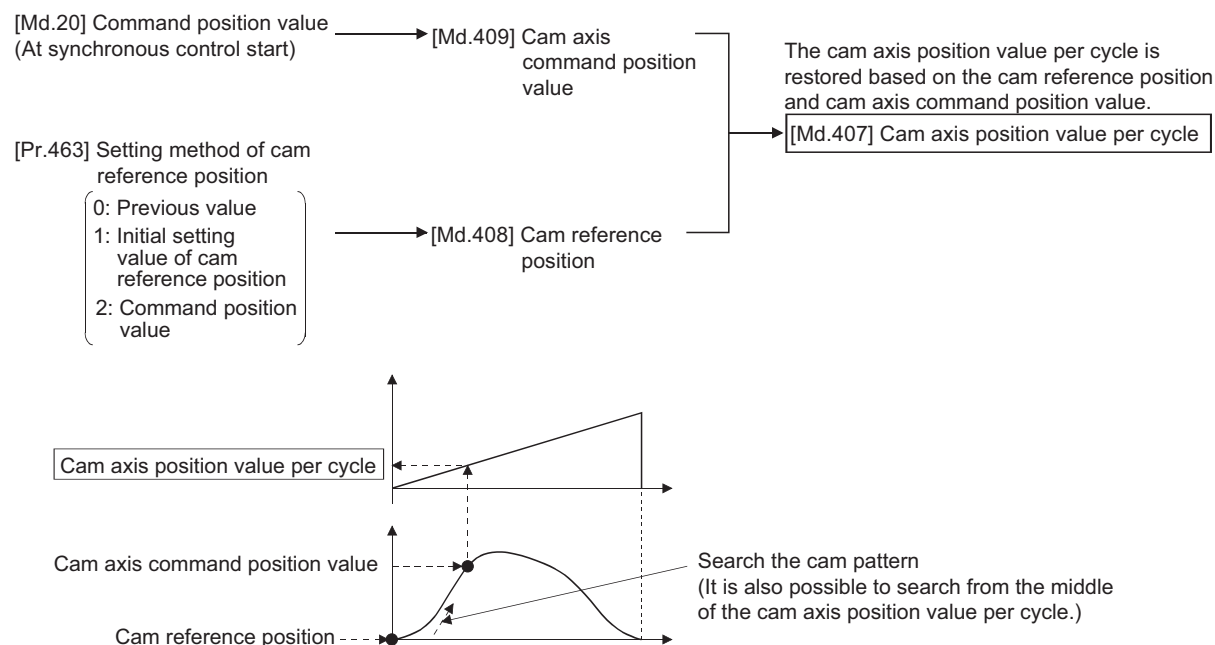 [Md.20] Command position value
(At synchronous control start)
[Md.409] Cam axis
command position
value
The cam axis position value per cycle is
restored based on the cam reference position
and cam axis command position value.
[Md.407] Cam axis position value per cycle
[Pr.463] Setting method of cam
reference position
0: Previous value
1: Initial setting
value of cam
reference position
2: Command position
value
[Md.408] Cam reference
position
Cam axis position value per cycle
Cam axis command position value
Search the cam pattern
(It is also possible to search from the middle
of the cam axis position value per cycle.)
Cam reference position